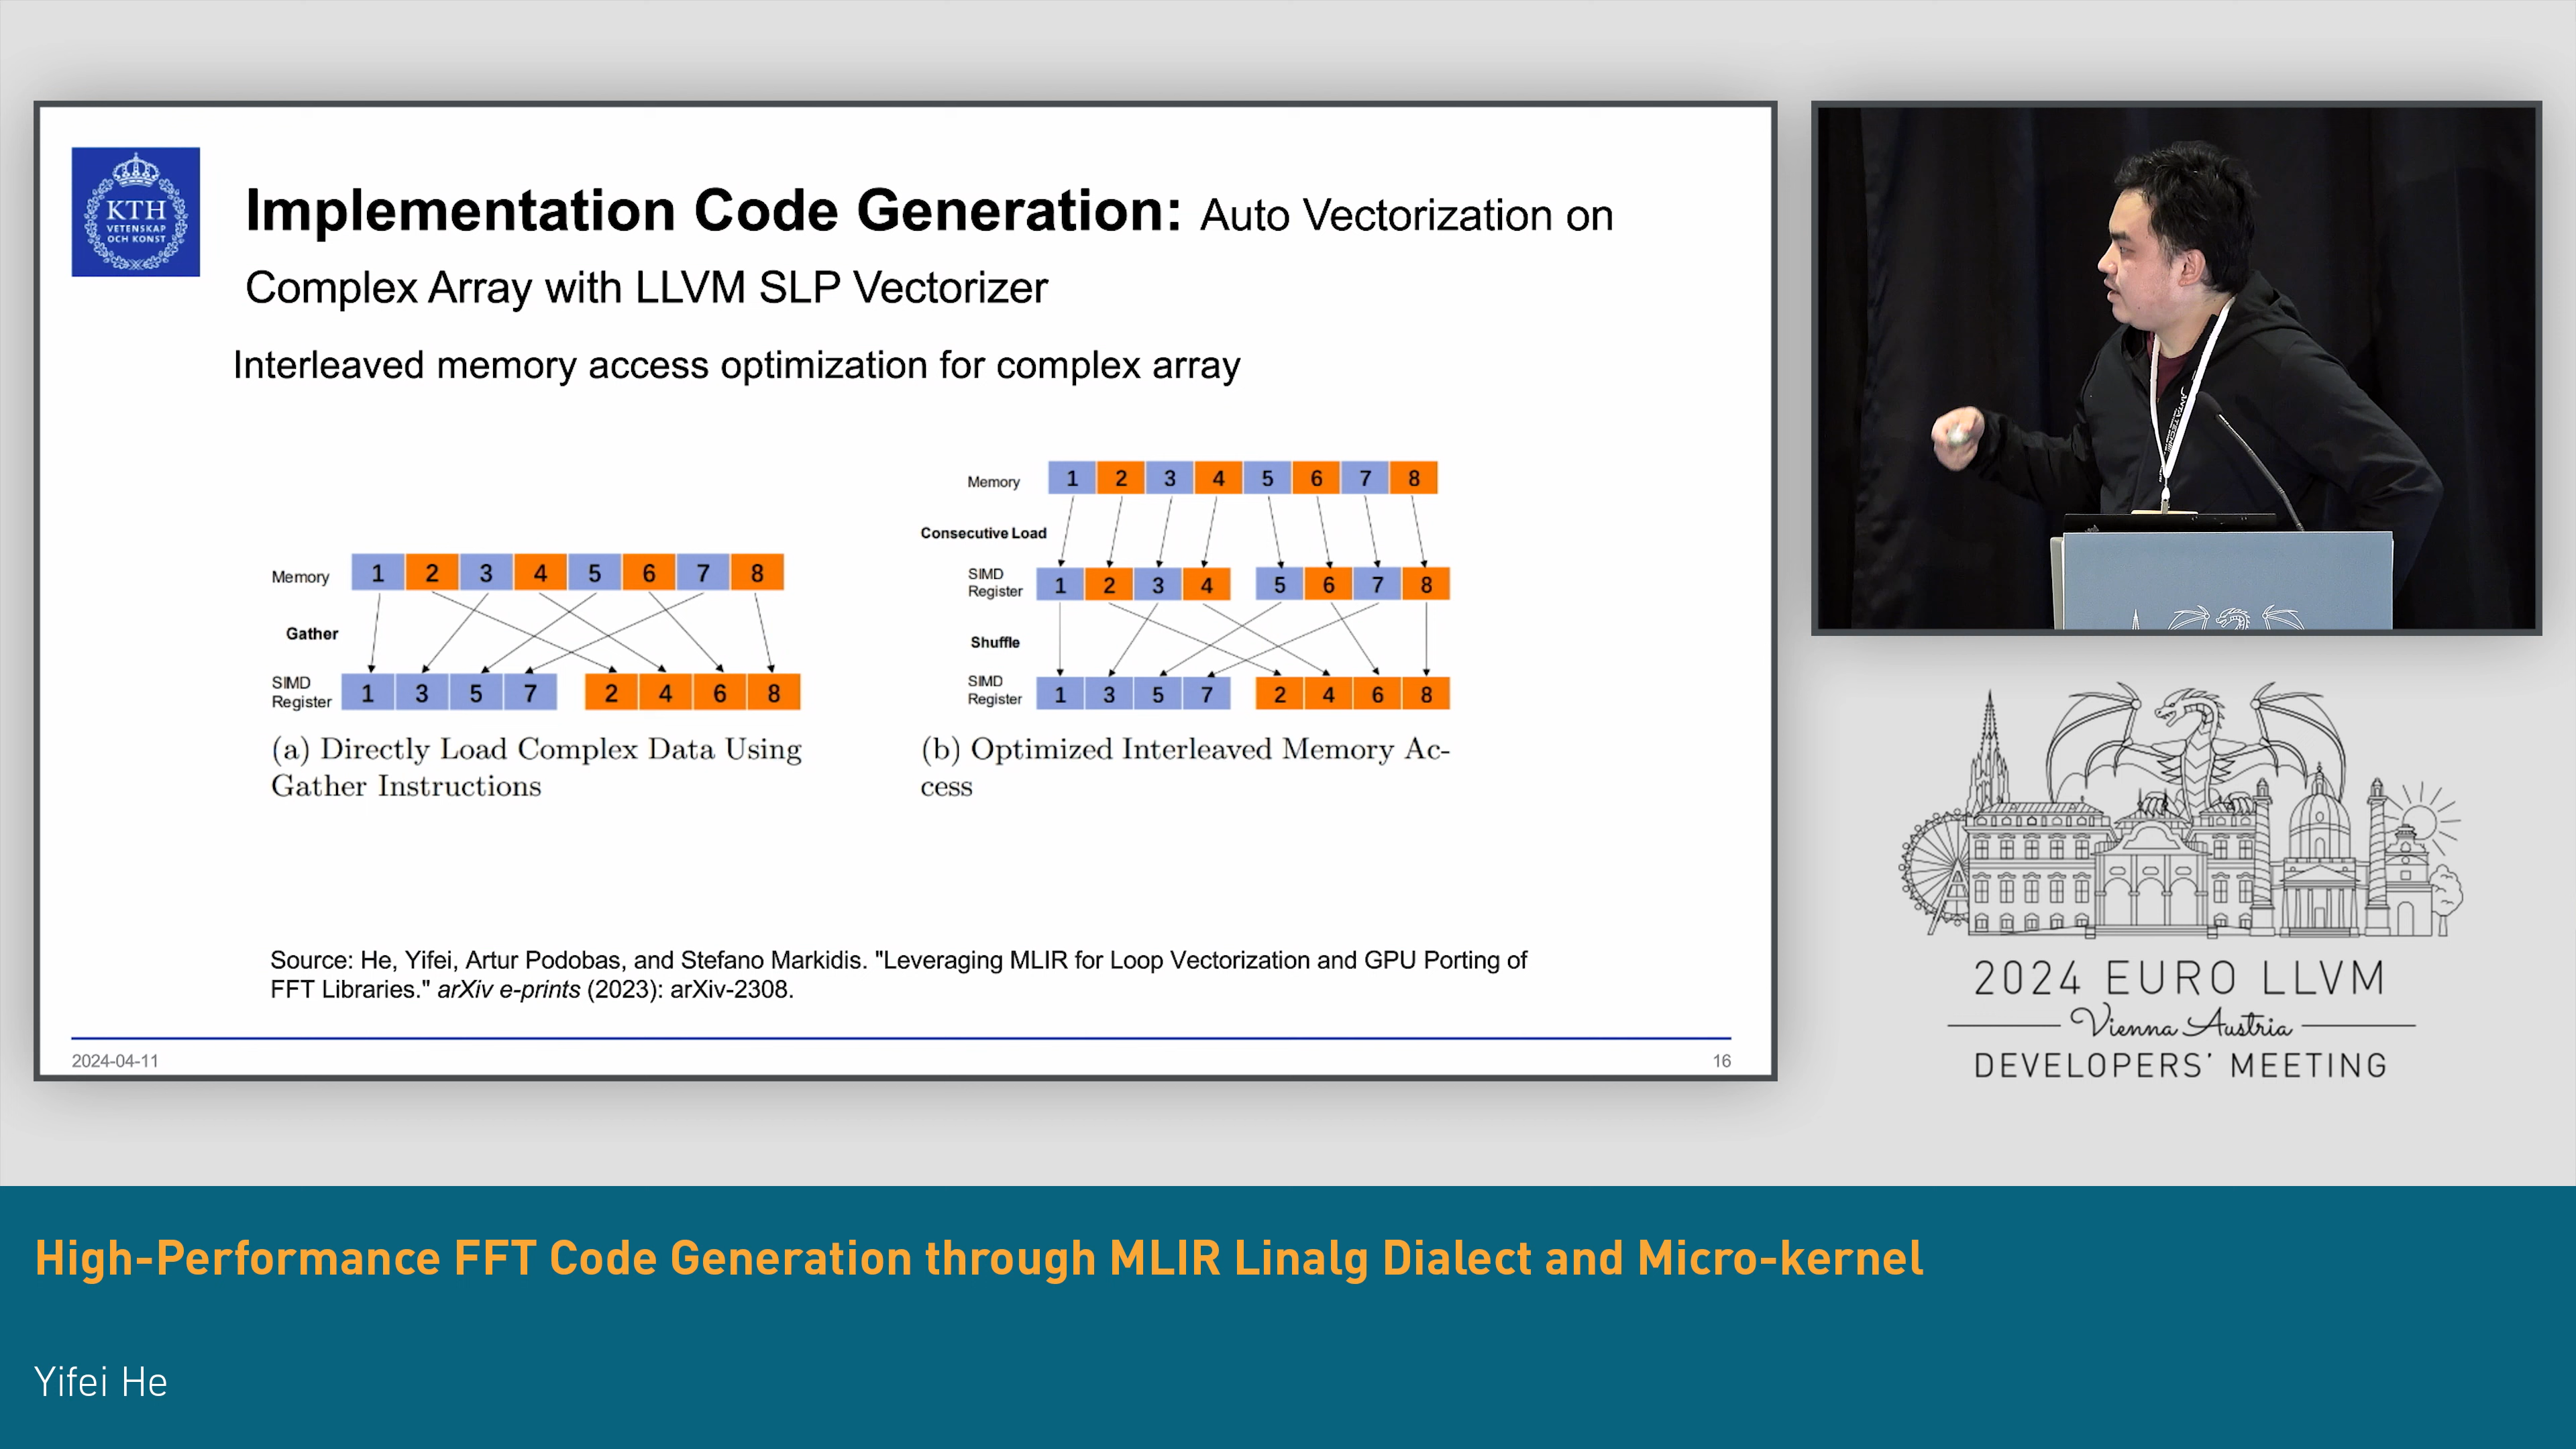 KTH
VETENSKAP
OCH KONST
Implementation Code Generation: Auto Vectorization on
Complex Array with LLVM SLP Vectorizer
Interleaved memory access optimization for complex array
Memory 1 2 3 4 5 6 7 8
Gather
SIMD
Register 1 3 5 7 2 4 6 8
(a) Directly Load Complex Data Using
Gather Instructions
Memory 1 2 3 4 5 6 7 8
Consecutive Load
SIMD
Register 1 2 3 4 5 6 7 8
Shuffle
SIMD
Register 1 3 5 7 2 4 6 8
(b) Optimized Interleaved Memory Ac-
cess
Source: He, Yifei, Artur Podobas, and Stefano Markidis. "Leveraging MLIR for Loop Vectorization and GPU Porting of
FFT Libraries." arXiv e-prints (2023): arXiv-2308.
2024-04-11
16
2024 EURO LLVM
Vienna Austria
DEVELOPERS' MEETING
High-Performance FFT Code Generation through MLIR Linalg Dialect and Micro-kernel
Yifei He